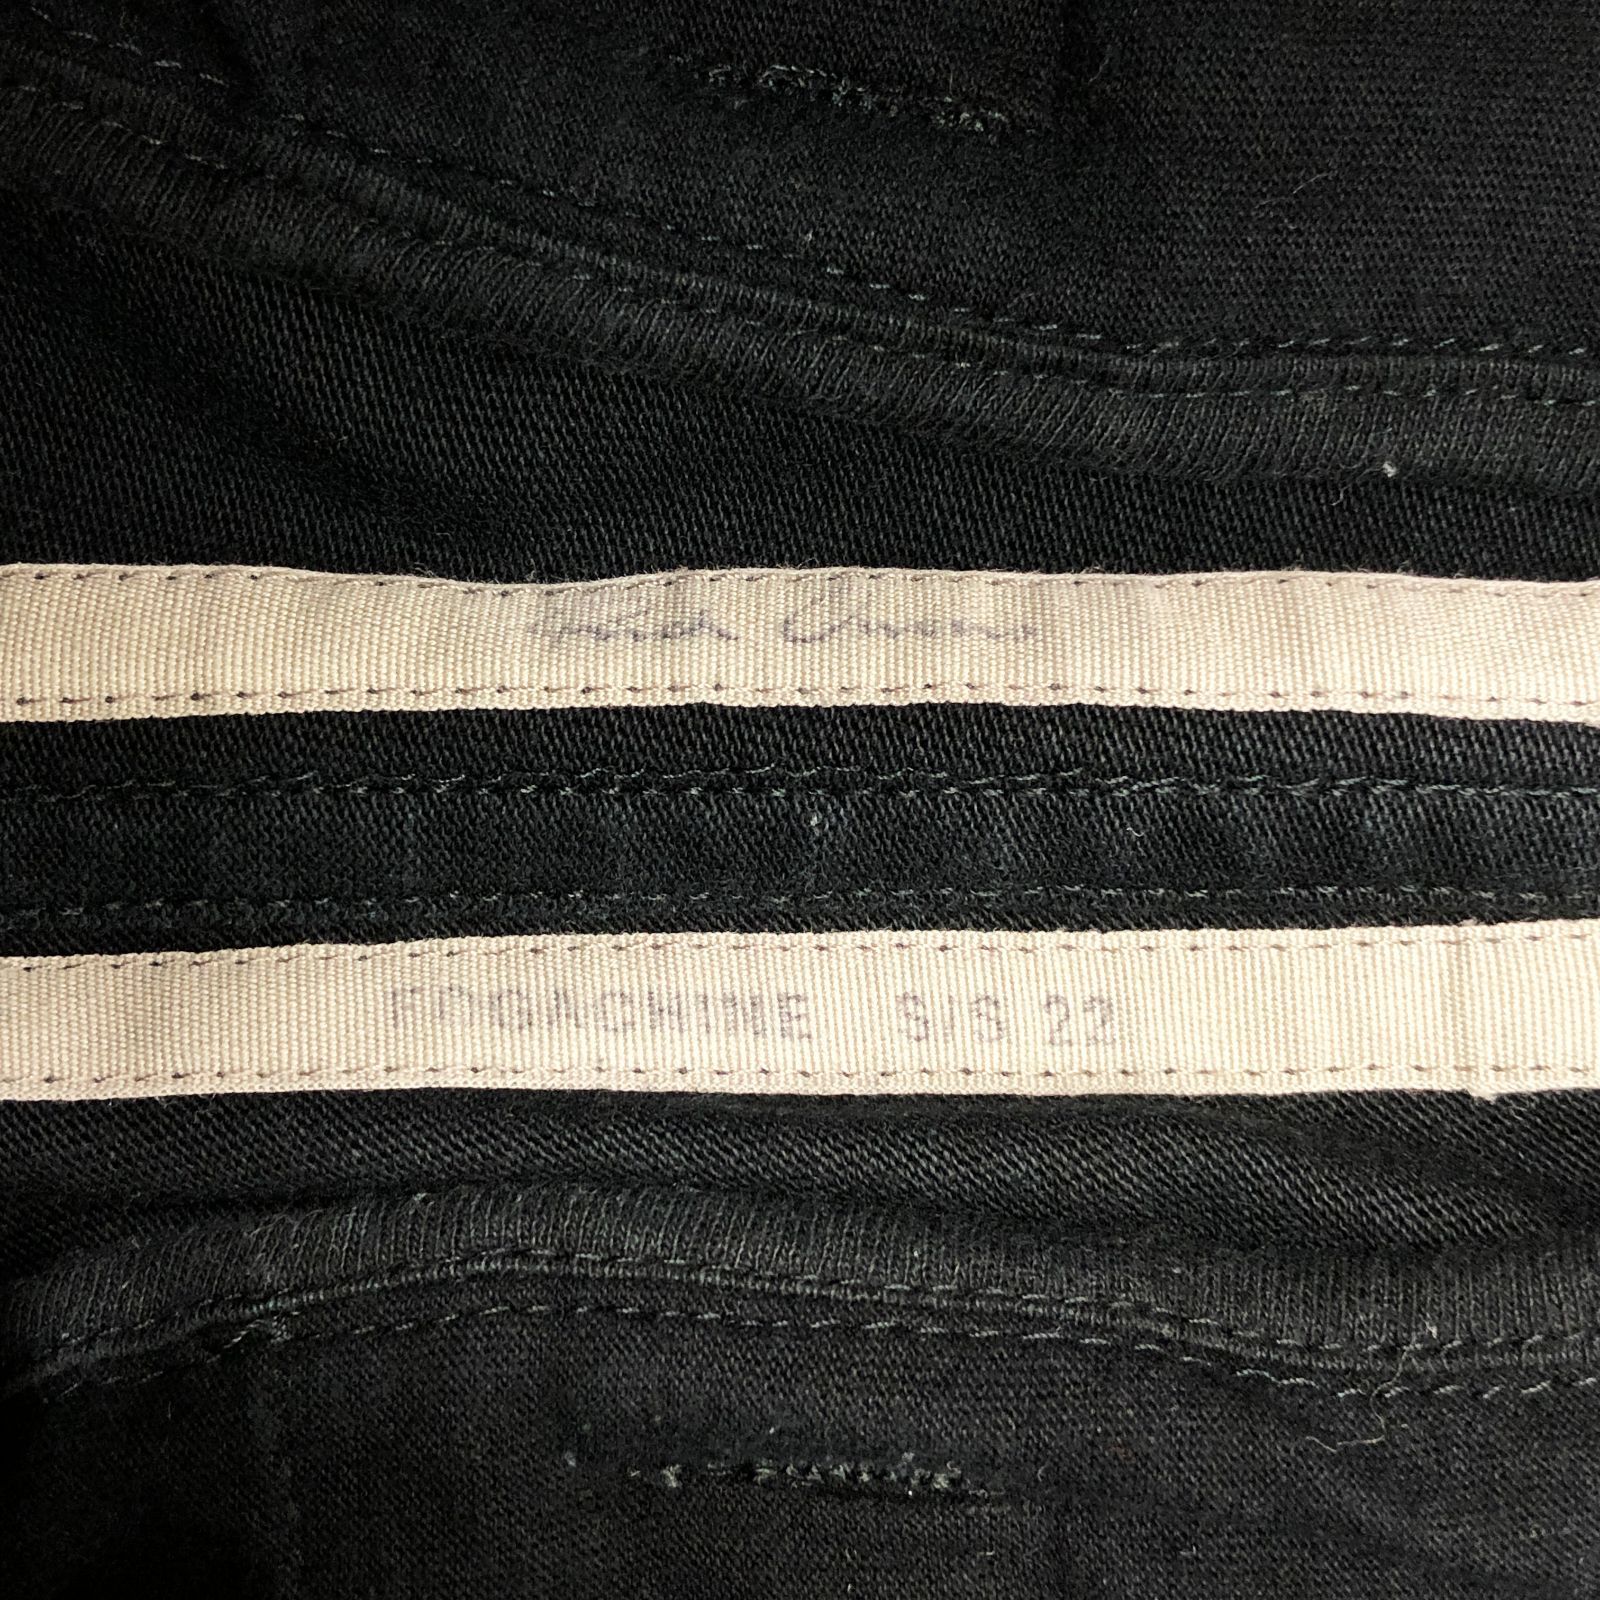 Rick Owens
FOGACHINE S/S 22